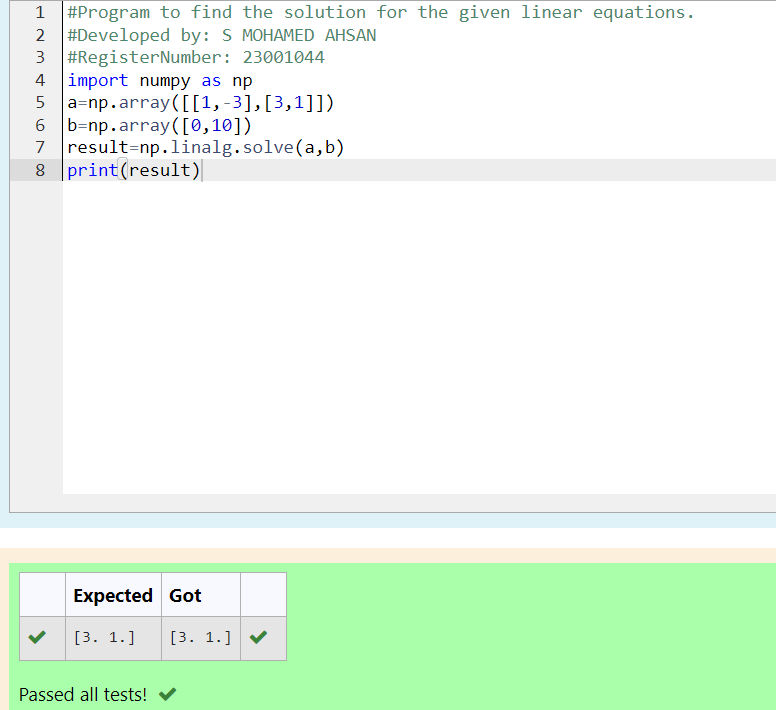 1 #Program to find the solution for the given linear equations.
2 #Developed by: S MOHAMED AHSAN
3 #RegisterNumber: 23001044
4 import numpy as np
5 a=np.array([[1,-3],[3,1]])
6 b=np.array([0,10])
7 result=np.linalg.solve(a,b)
8 print(result)
Expected Got
[3. 1.] [3. 1.]
Passed all tests!